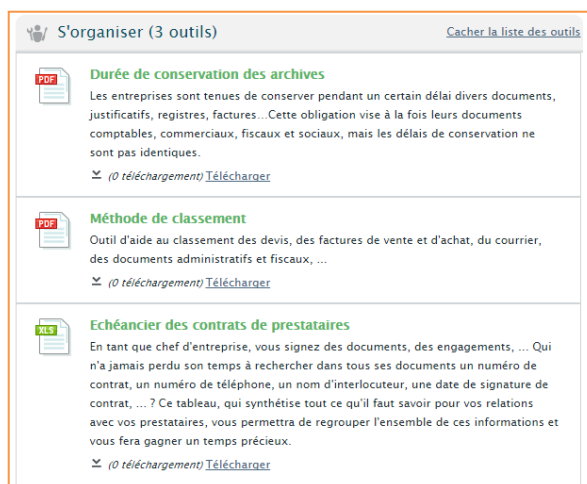 S'organiser (3 outils)
Cacher la liste des outils
PDF
Durée de conservation des archives
Les entreprises sont tenues de conserver pendant un certain délai divers documents,
justificatifs, registres, factures...Cette obligation vise à la fois leurs documents
comptables, commerciaux, fiscaux et sociaux, mais les délais de conservation ne
sont pas identiques.
(0 téléchargement) Télécharger
PDF
Méthode de classement
Outil d'aide au classement des devis, des factures de vente et d'achat, du courrier,
des documents administratifs et fiscaux, ...
(0 téléchargement) Télécharger
XLS
Echéancier des contrats de prestataires
En tant que chef d'entreprise, vous signez des documents, des engagements, ... Qui
n'a jamais perdu son temps à rechercher dans tous ses documents un numéro de
contrat, un numéro de téléphone, un nom d'interlocuteur, une date de signature de
contrat, ... ? Ce tableau, qui synthétise tout ce qu'il faut savoir pour vos relations
avec vos prestataires, vous permettra de regrouper l'ensemble de ces informations et
vous fera gagner un temps précieux.
(0 téléchargement) Télécharger